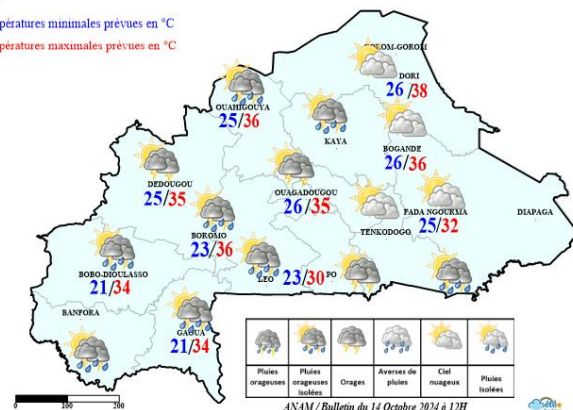 pératures minimales prévues en °C
pératures maximales prévues en °C
GOROM-GOROM
DORI
26/38
OUAHIGOUYA
25/36
KAYA
BOGANDE
26/36
DEDOUGOU
25/35
OUAGADOUGOU
26/35
FADA NGOURMA
25/32
DIAPAGA
TENKODOGO
BOROMO
23/36
BOBO-DIOULASSO
21/34
LEO
23/30
PO
BANFORA
GAOUA
21/34
Pluies orageuses
Pluies orageuses isolées
Orages
Averses de pluies
Ciel nuageux
Pluies isolées
0 100 200
ANAM / Bulletin du 14 Octobre 2024 à 12H